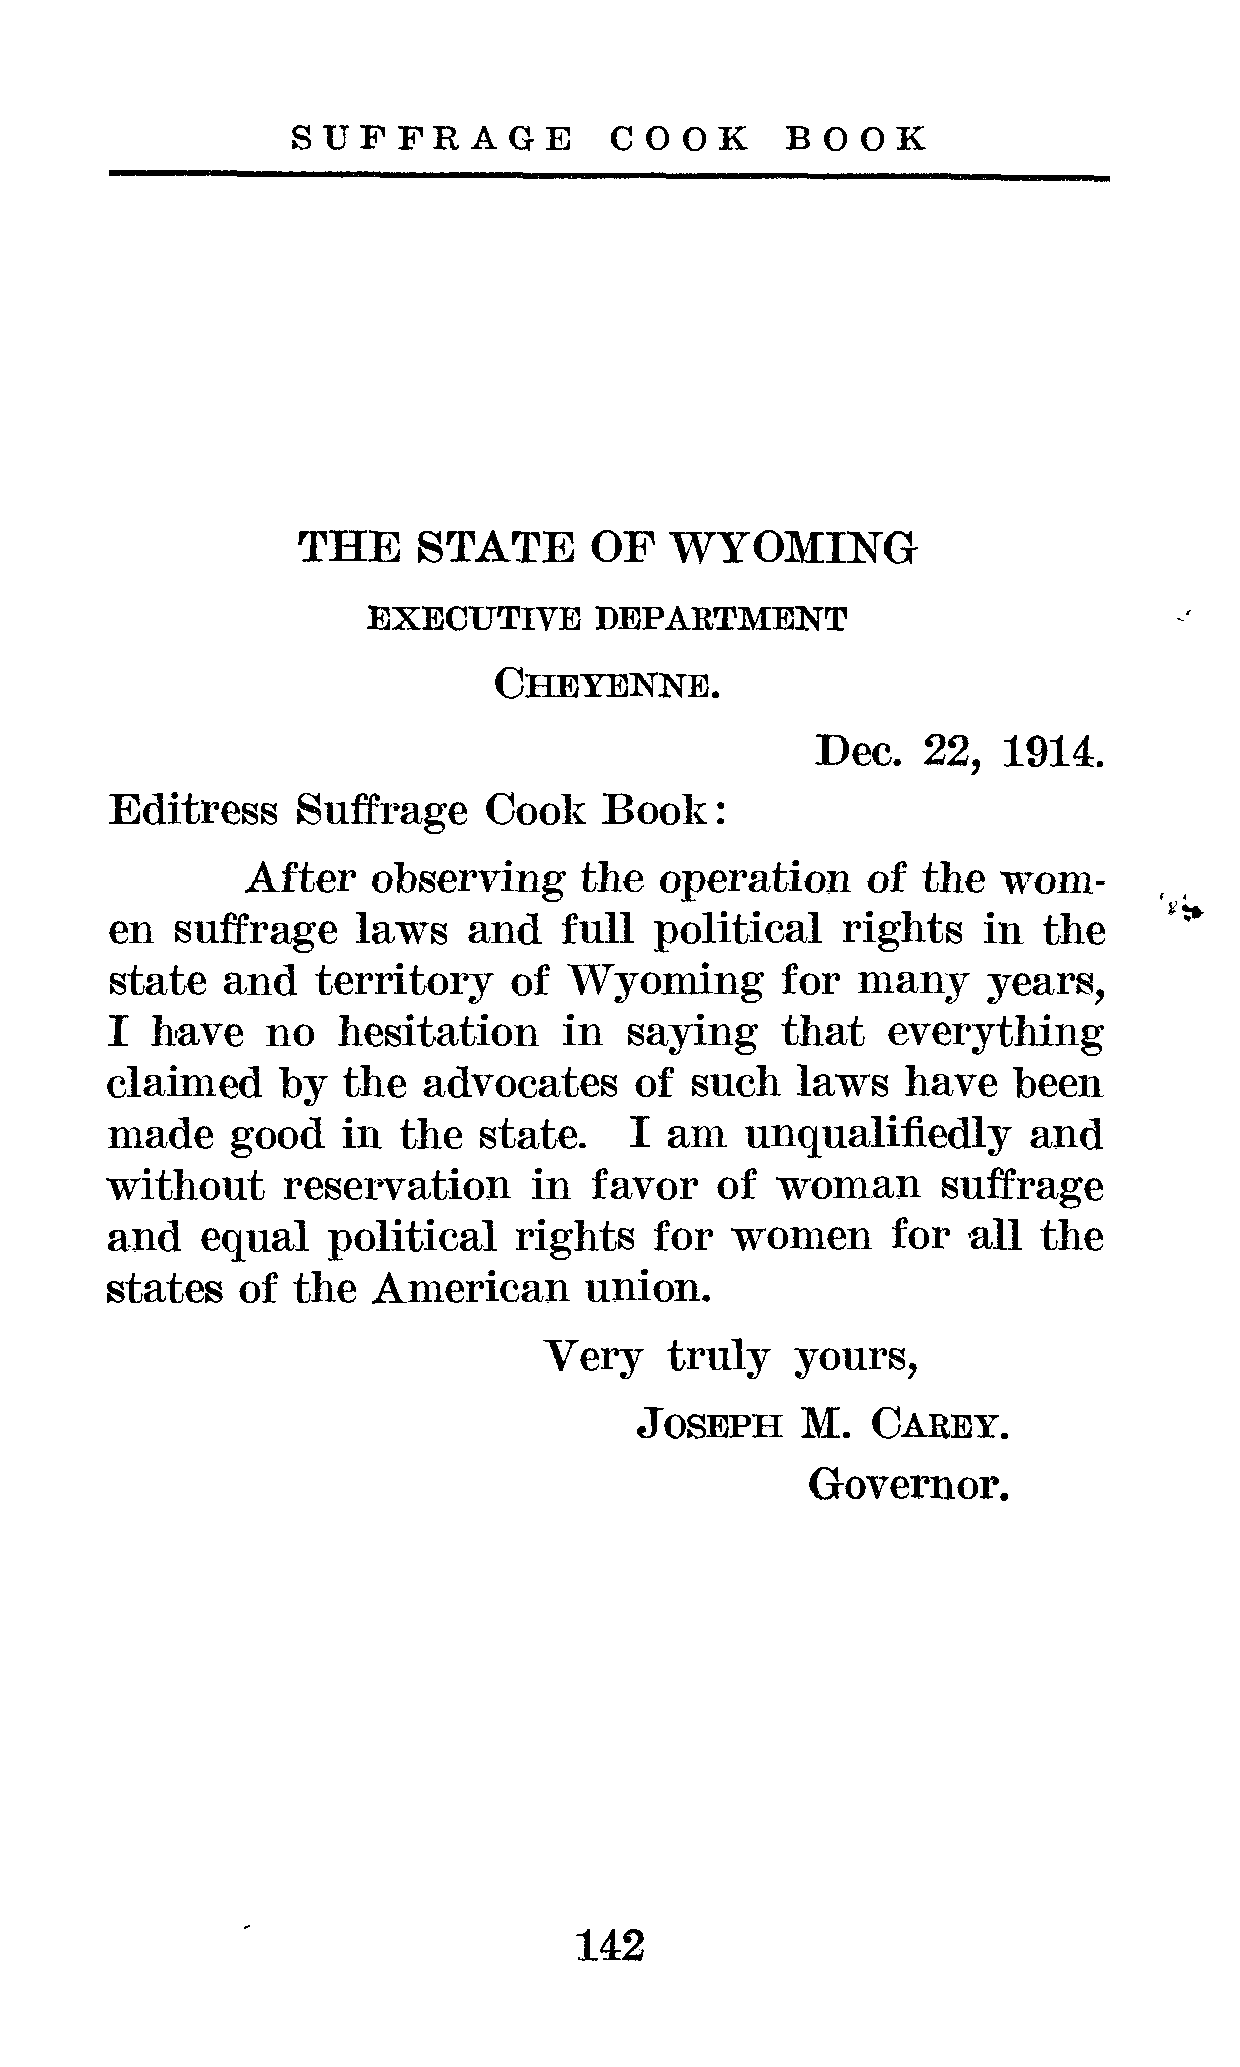 SUFFRAGE COOK BOOK
THE STATE OF WYOMING
EXECUTIVE DEPARTMENT
CHEYENNE.
Dec. 22, 1914.
Editress Suffrage Cook Book:
After observing the operation of the wom-
en suffrage laws and full political rights in the
state and territory of Wyoming for many years,
I have no hesitation in saying that everything
claimed by the advocates of such laws have been
made good in the state. I am unqualifiedly and
without reservation in favor of woman suffrage
and equal political rights for women for all the
states of the American union.
Very truly yours,
JOSEPH M. CAREY.
Governor.
142